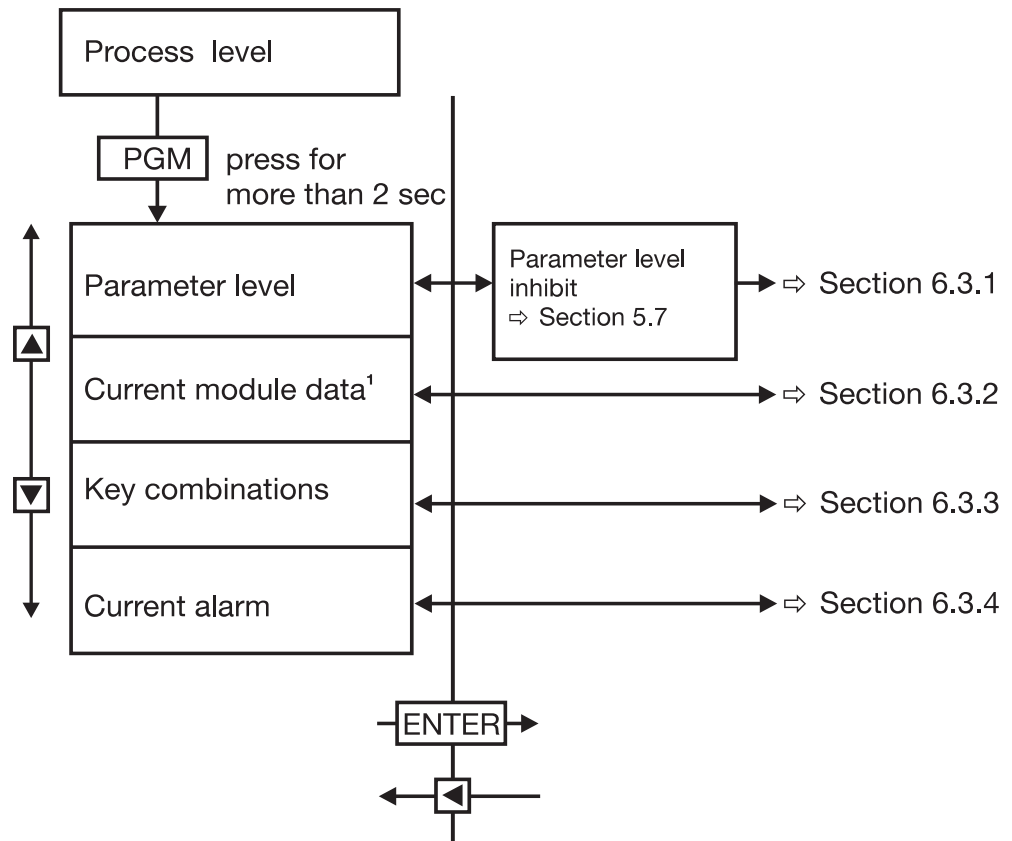 Process level
PGM
press for
more than 2 sec
Parameter level
Parameter level
inhibit
⇨ Section 5.7
⇨ Section 6.3.1
Current module data¹
⇨ Section 6.3.2
Key combinations
⇨ Section 6.3.3
Current alarm
⇨ Section 6.3.4
ENTER